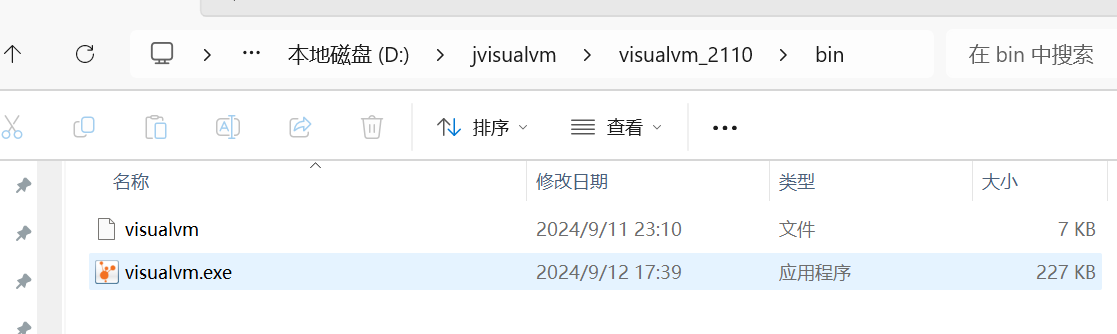 ··· 本地磁盘 (D:) jvisualvm visualvm_2110 bin 在 bin 中搜索
排序 查看 ···
名称 修改日期 类型 大小
visualvm 2024/9/11 23:10 文件 7 KB
visualvm.exe 2024/9/12 17:39 应用程序 227 KB